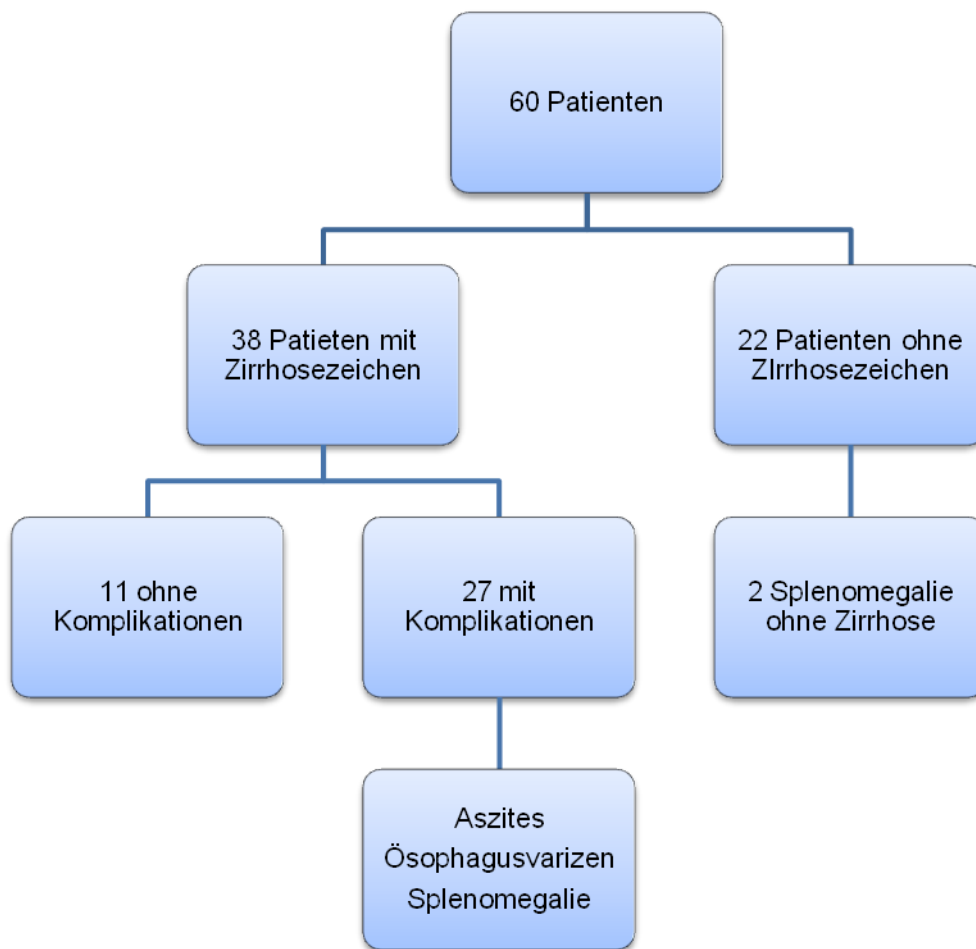 60 Patienten
38 Patieten mit
Zirrhosezeichen
22 Patienten ohne
ZIrrhosezeichen
11 ohne
Komplikationen
27 mit
Komplikationen
2 Splenomegalie
ohne Zirrhose
Aszites
Ösophagusvarizen
Splenomegalie